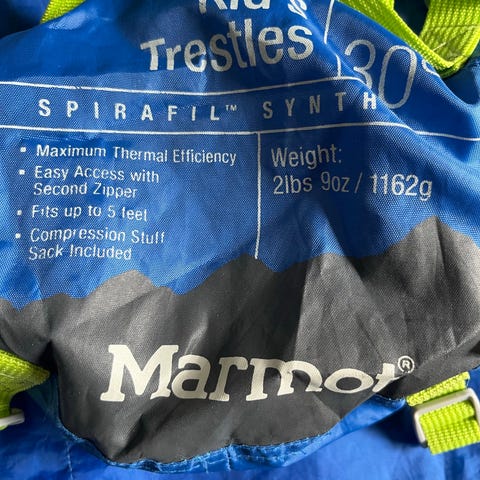 Kid's
Trestles
30°
SPIRAFIL™ SYNTH
• Maximum Thermal Efficiency
• Easy Access with
Second Zipper
• Fits up to 5 feet
• Compression Stuff
Sack Included
Weight:
2lbs 9oz / 1162g
Marmot®